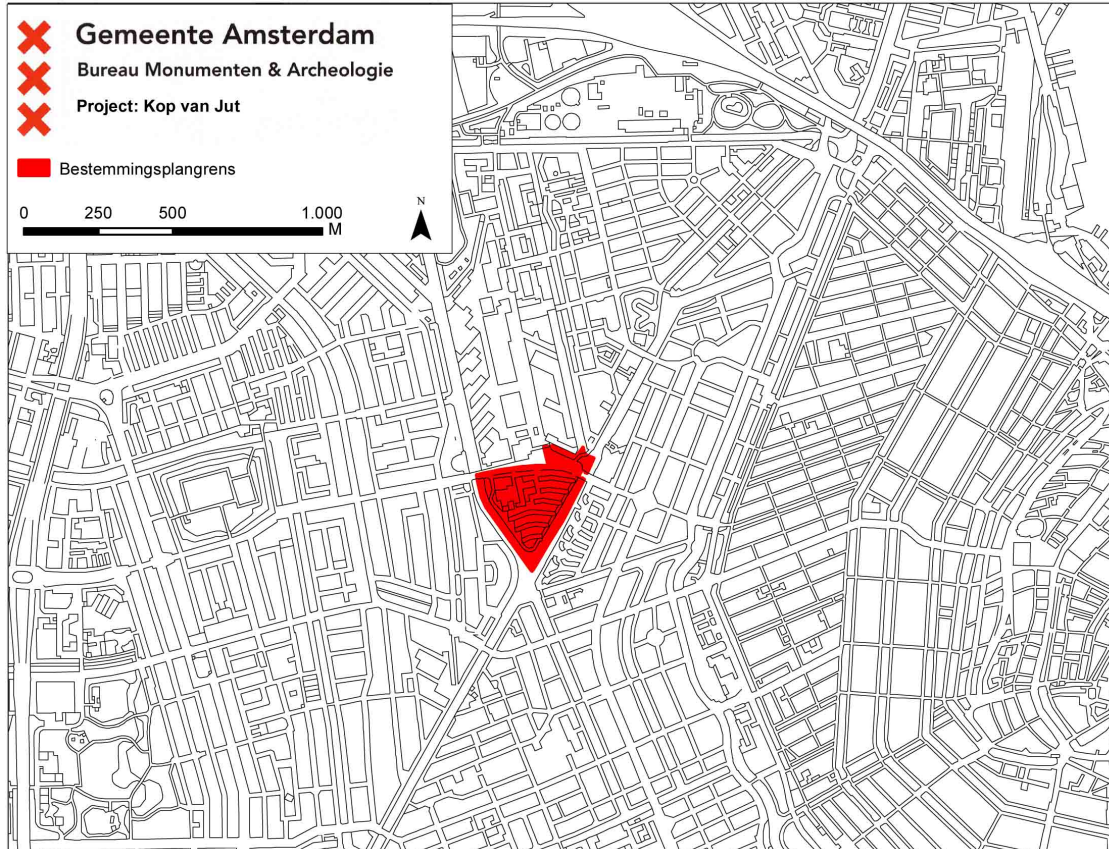 Gemeente Amsterdam
Bureau Monumenten & Archeologie
Project: Kop van Jut
Bestemmingsplangrens
0 250 500 1.000
M
N